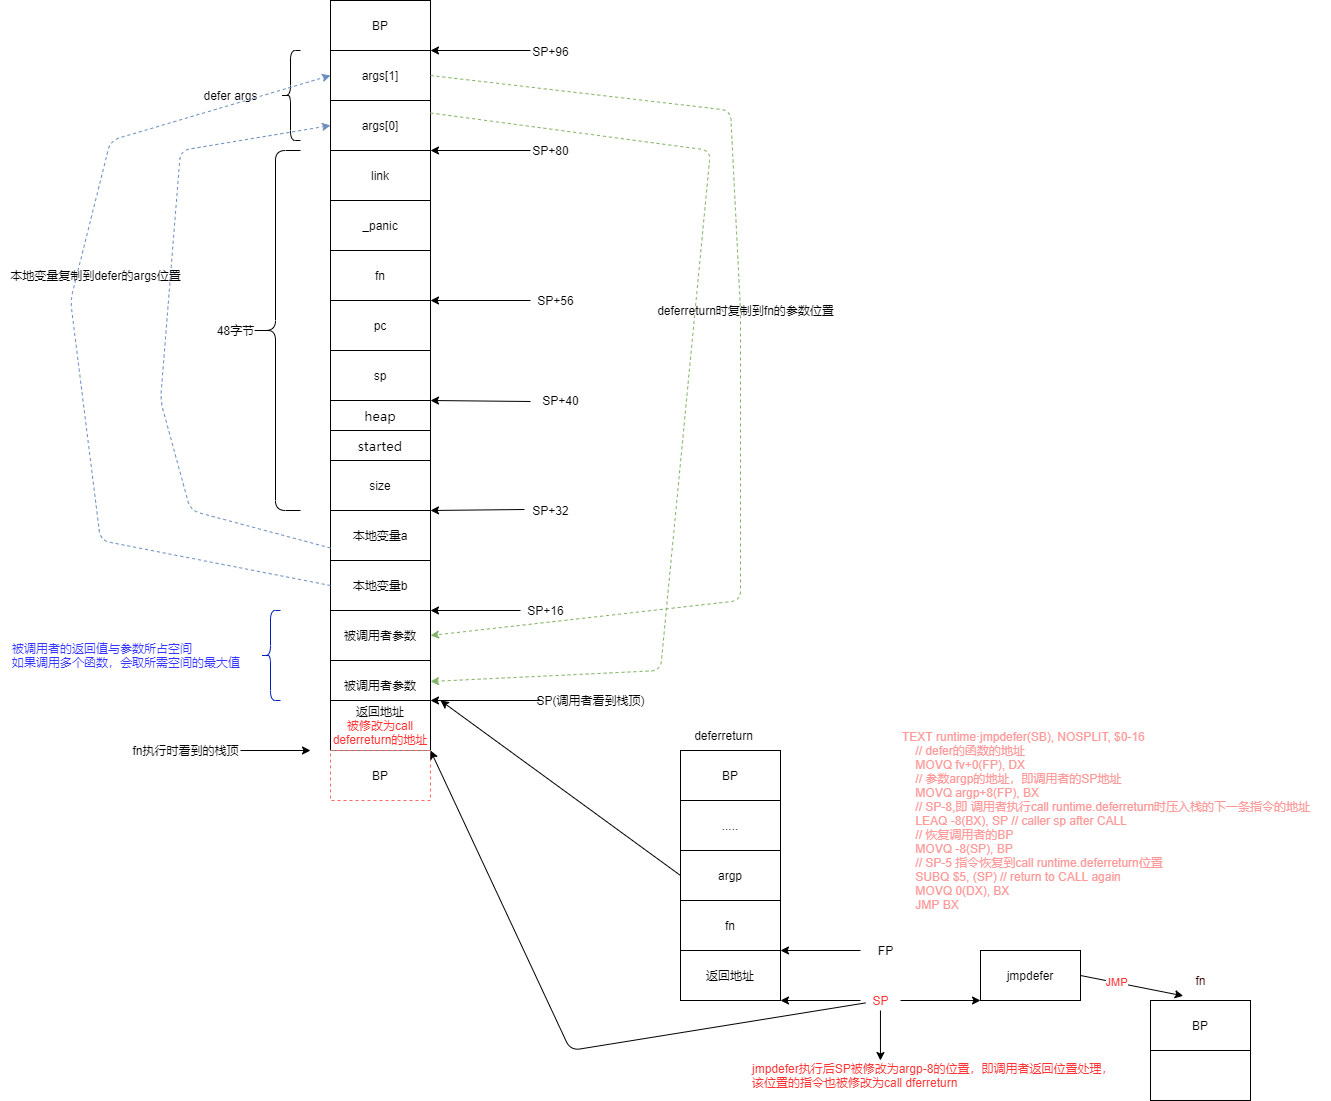 BP
SP+96
args[1]
defer args
args[0]
SP+80
link
_panic
本地变量复制到defer的args位置
fn
SP+56
deferreturn时复制到fn的参数位置
48字节
pc
sp
SP+40
heap
started
size
SP+32
本地变量a
本地变量b
SP+16
被调用者的返回值与参数所占空间
如果调用多个函数，会取所需空间的最大值
被调用者参数
被调用者参数
SP(调用者看到栈顶)
返回地址
被修改为call
deferreturn的地址
fn执行时看到的栈顶
BP
deferreturn
BP
.....
argp
fn
FP
返回地址
SP
jmpdefer
JMP
fn
BP
TEXT runtime·jmpdefer(SB), NOSPLIT, $0-16
// defer的函数的地址
MOVQ fv+0(FP), DX
// 参数argp的地址，即调用者的SP地址
MOVQ argp+8(FP), BX
// SP-8,即 调用者执行call runtime.deferreturn时压入栈的下一条指令的地址
LEAQ -8(BX), SP // caller sp after CALL
// 恢复调用者的BP
MOVQ -8(SP), BP
// SP-5 指令恢复到call runtime.deferreturn位置
SUBQ $5, (SP) // return to CALL again
MOVQ 0(DX), BX
JMP BX
jmpdefer执行后SP被修改为argp-8的位置，即调用者返回位置处理，
该位置的指令也被修改为call dferreturn